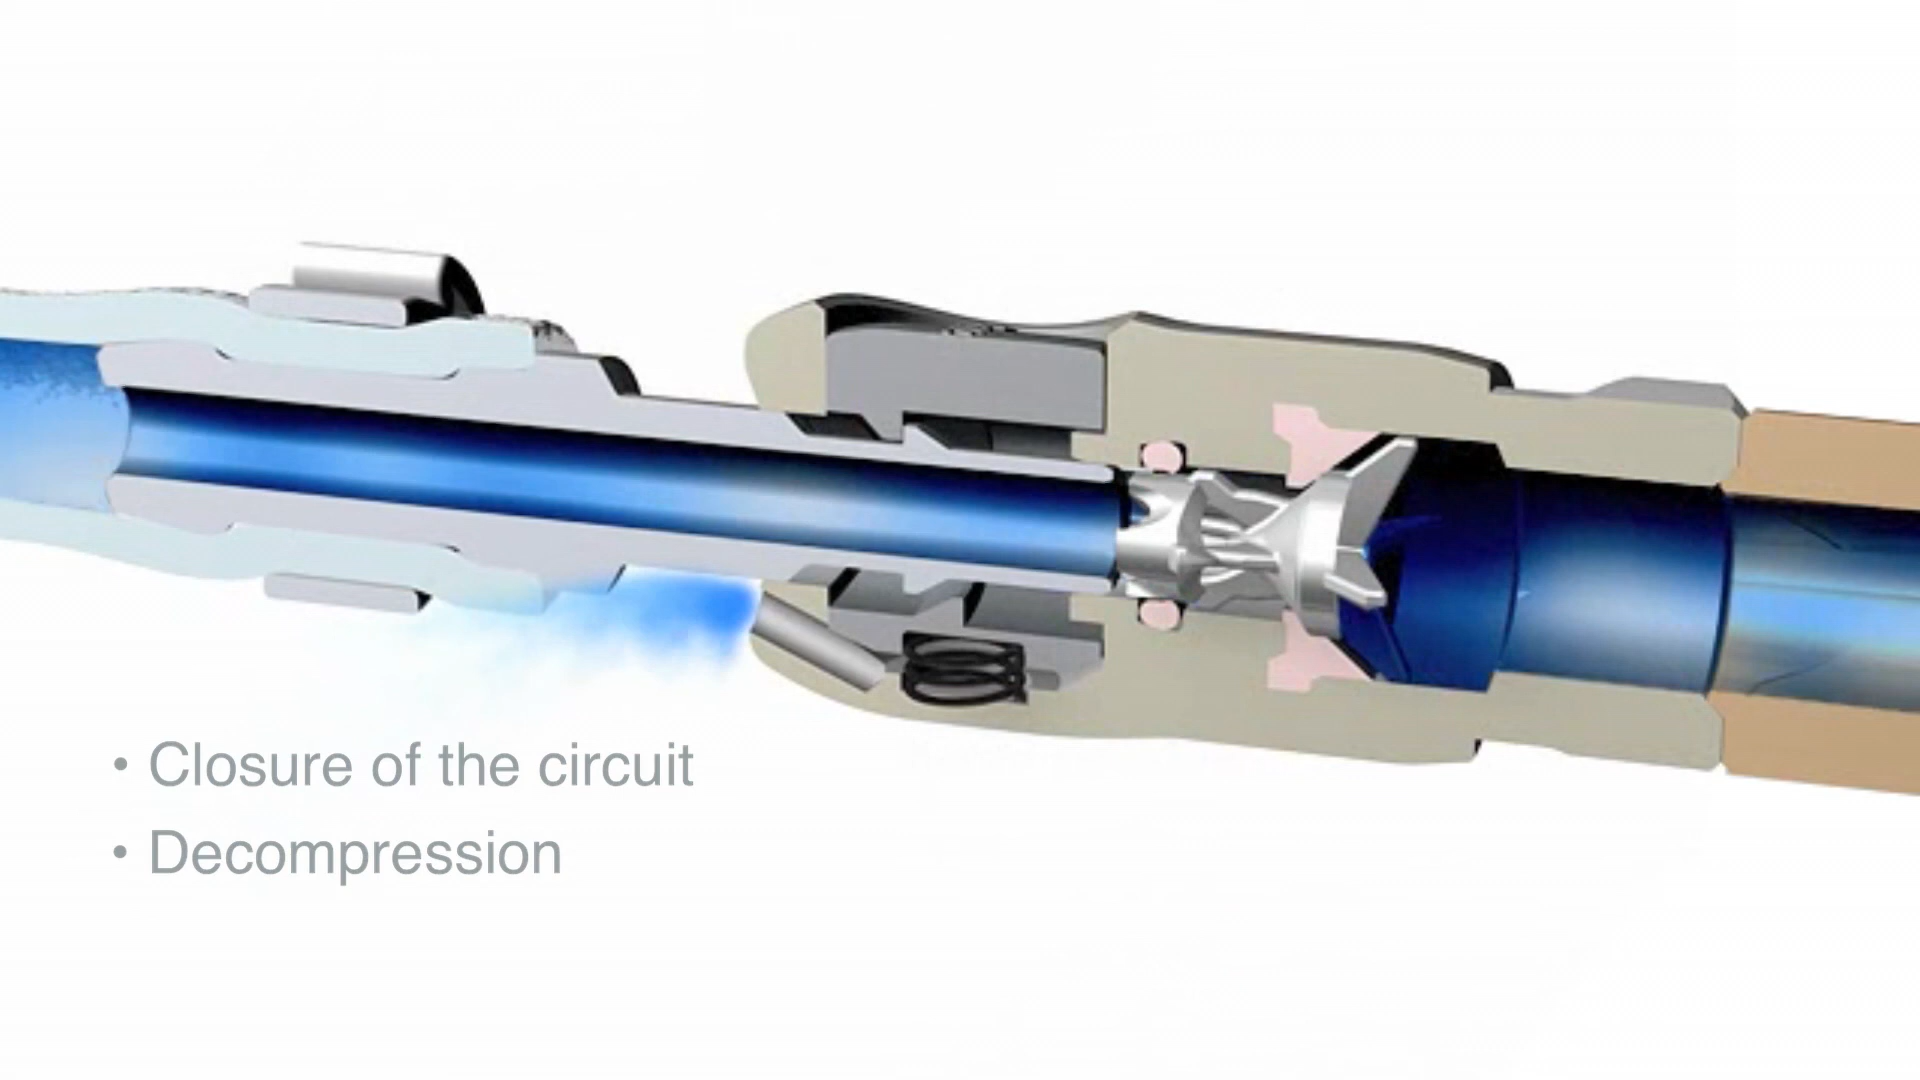 • Closure of the circuit
• Decompression